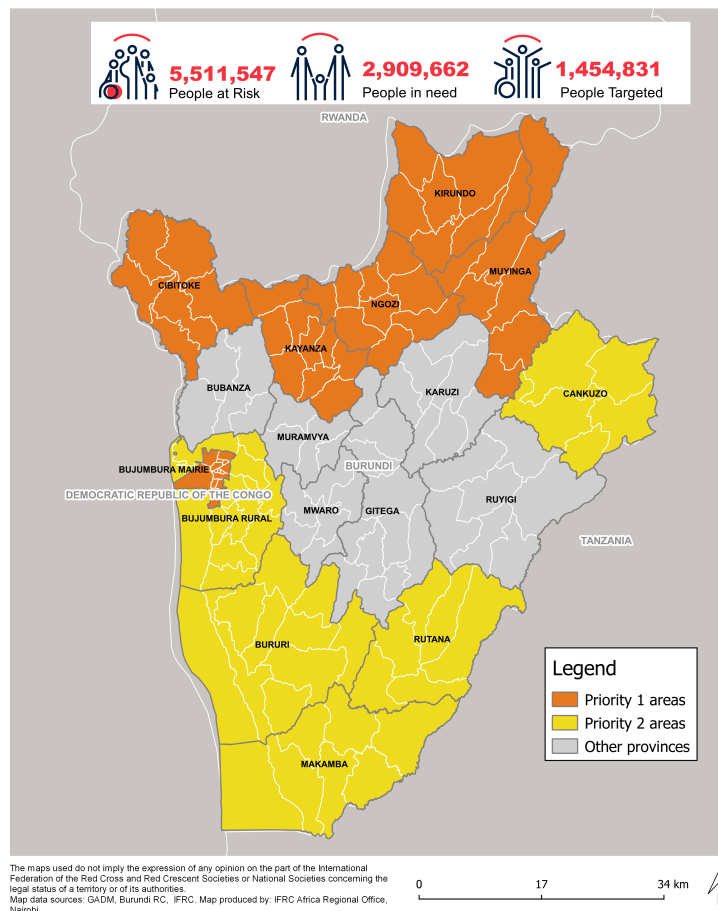 5,511,547
People at Risk
2,909,662
People in need
1,454,831
People Targeted
RWANDA
KIRUNDO
MUYINGA
CIBITOKE
NGOZI
KAYANZA
BUBANZA
KARUZI
CANKUZO
MURAMVYA
BURUNDI
BUJUMBURA MAIRIE
DEMOCRATIC REPUBLIC OF THE CONGO
RUYIGI
MWARO
GITEGA
BUJUMBURA RURAL
TANZANIA
BURURI
RUTANA
MAKAMBA
Legend
Priority 1 areas
Priority 2 areas
Other provinces
The maps used do not imply the expression of any opinion on the part of the International
Federation of the Red Cross and Red Crescent Societies or National Societies concerning the
legal status of a territory or of its authorities.
Map data sources: GADM, Burundi RC, IFRC. Map produced by: IFRC Africa Regional Office,
Nairobi
0 17 34 km